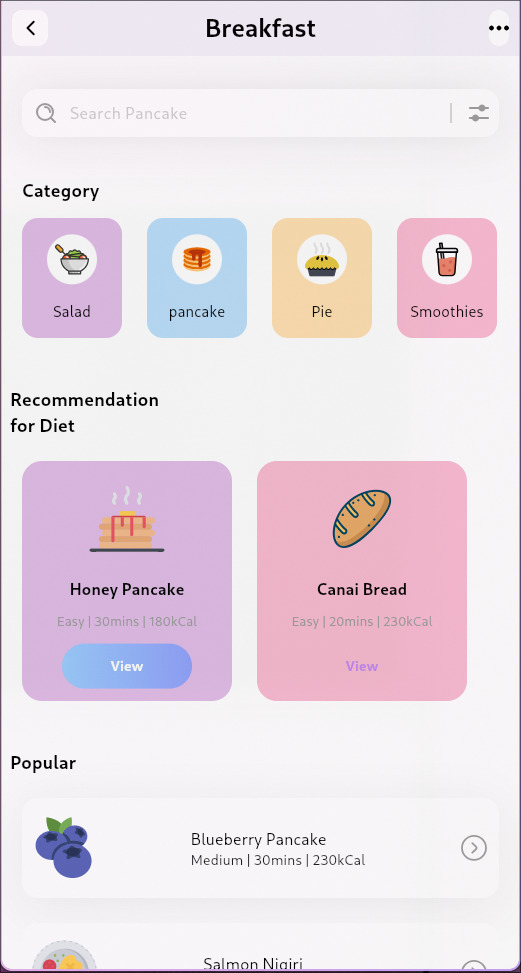 Breakfast
Search Pancake
Category
Salad
pancake
Pie
Smoothies
Recommendation
for Diet
Honey Pancake
Easy | 30mins | 180kCal
View
Canai Bread
Easy | 20mins | 230kCal
View
Popular
Blueberry Pancake
Medium | 30mins | 230kCal
Salmon Nigiri